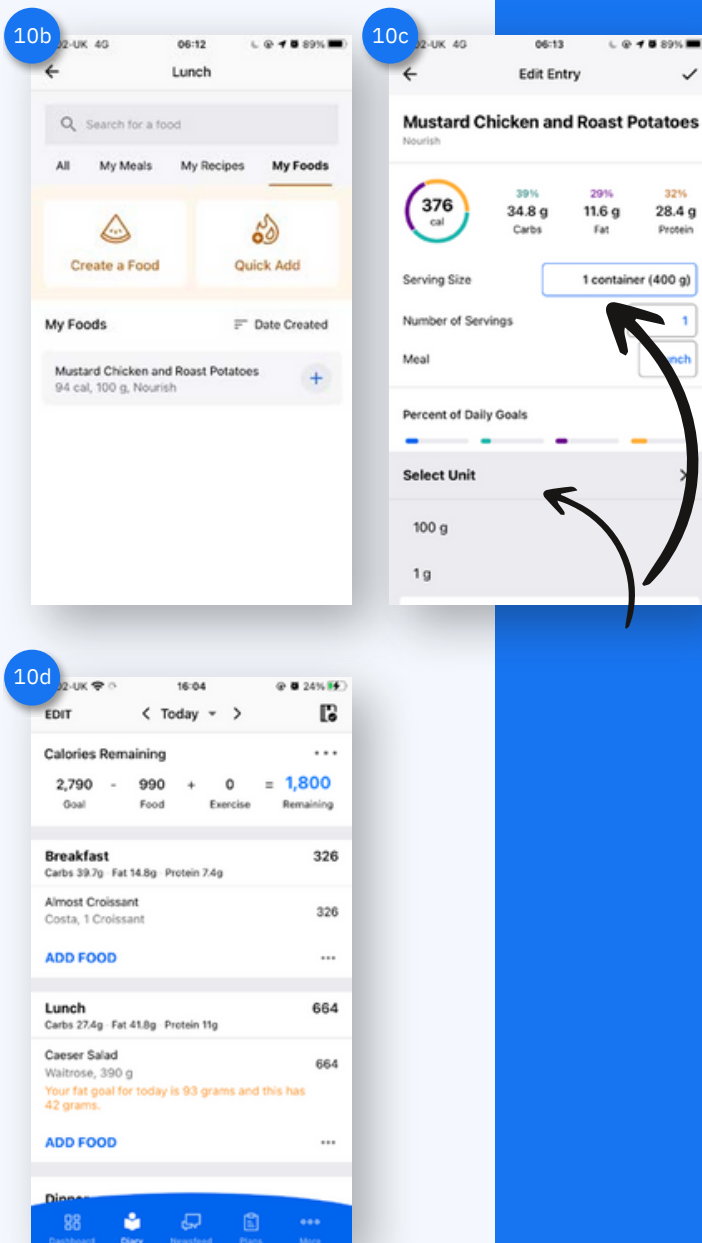 10b
O2-UK 4G 06:12 89%
Lunch
Search for a food
All My Meals My Recipes My Foods
Create a Food Quick Add
My Foods Date Created
Mustard Chicken and Roast Potatoes
94 cal, 100 g, Nourish
10c
2-UK 4G 06:13 89%
Edit Entry
Mustard Chicken and Roast Potatoes
Nourish
376
cal
39% 29% 32%
34.8 g 11.6 g 28.4 g
Carbs Fat Protein
Serving Size 1 container (400 g)
Number of Servings 1
Meal
Percent of Daily Goals
Select Unit
100 g
1 g
10d
O2-UK 16:04 24%
EDIT Today
Calories Remaining ...
2,790 - 990 + 0 = 1,800
Goal Food Exercise Remaining
Breakfast 326
Carbs 39.7g · Fat 14.8g · Protein 7.4g
Almost Croissant
Costa, 1 Croissant 326
ADD FOOD ...
Lunch 664
Carbs 27.4g · Fat 41.8g · Protein 11g
Caeser Salad
Waitrose, 390 g 664
Your fat goal for today is 93 grams and this has
42 grams.
ADD FOOD ...
Dinner
Dashboard Diary Newsfeed Plans More